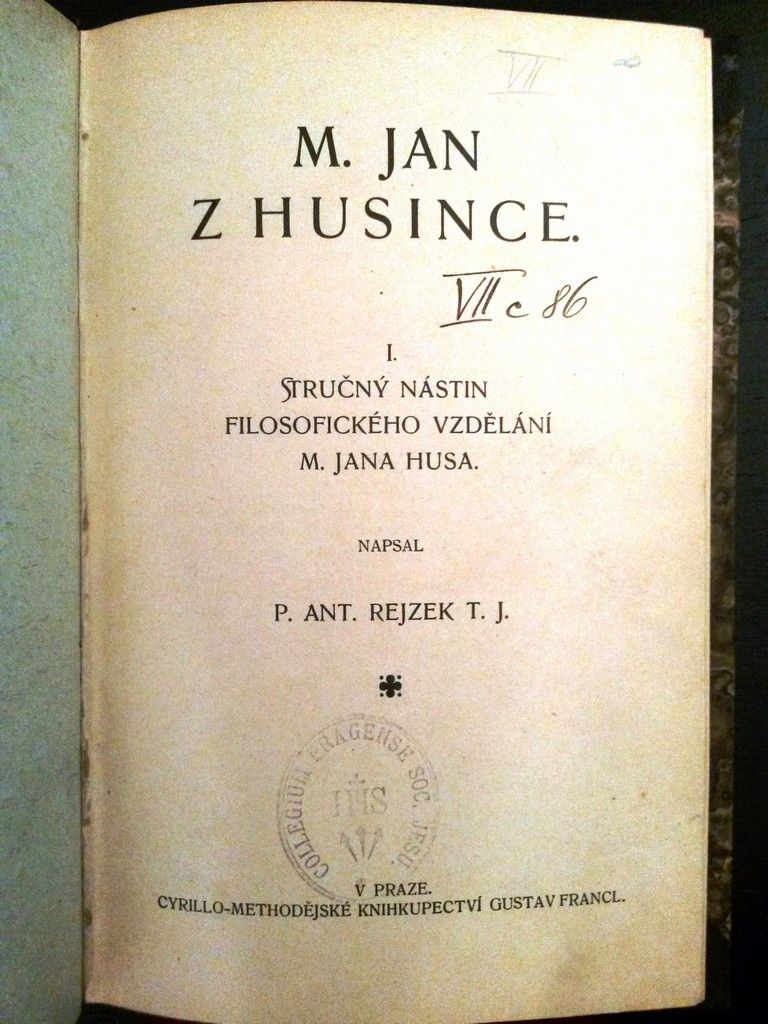 VII
M. JAN
Z HUSINCE.
VII c 86
I.
STRUČNÝ NÁSTIN
FILOSOFICKÉHO VZDĚLÁNÍ
M. JANA HUSA.
NAPSAL
P. ANT. REJZEK T. J.
COLLEGIUM PRAGENSE SOC. JESU.
IHS
V PRAZE.
CYRILLO-METHODĚJSKÉ KNIHKUPECTVÍ GUSTAV FRANCL.